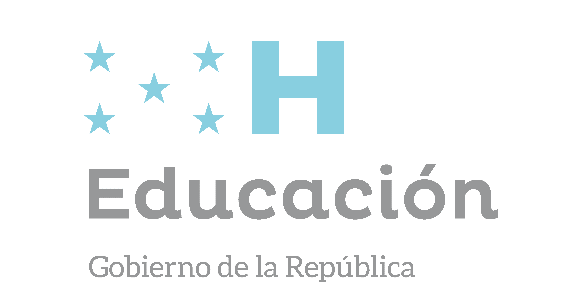 H
Educación
Gobierno de la República